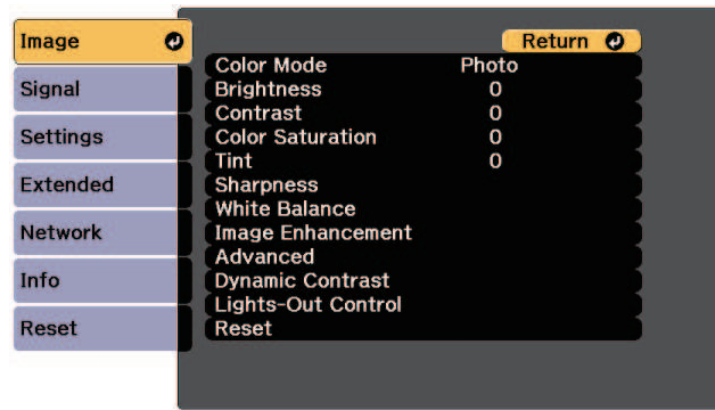 Image
Signal
Settings
Extended
Network
Info
Reset
Return
Color Mode Photo
Brightness 0
Contrast 0
Color Saturation 0
Tint 0
Sharpness
White Balance
Image Enhancement
Advanced
Dynamic Contrast
Lights-Out Control
Reset